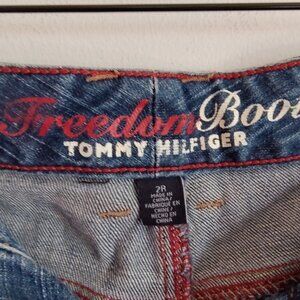 Freedom Boot
TOMMY HILFIGER
2R
MADE IN
CHINA/
FABRIQUÉ EN
CHINE/
HECHO EN
CHINA